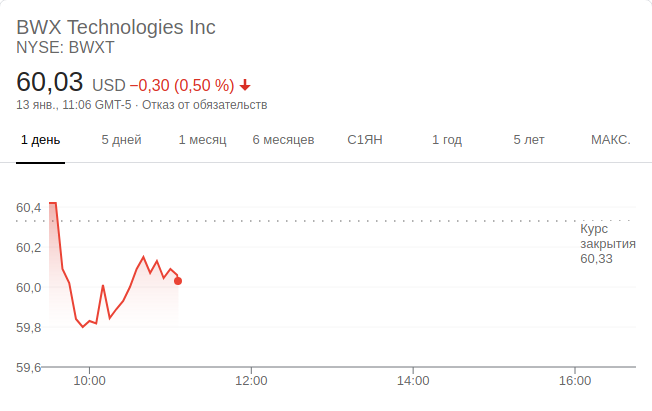 BWX Technologies Inc
NYSE: BWXT
60,03 USD −0,30 (0,50 %)
13 янв., 11:06 GMT-5 · Отказ от обязательств
1 день 5 дней 1 месяц 6 месяцев С1ЯН 1 год 5 лет МАКС.
60,4
Курс
закрытия
60,33
60,2
60,0
59,8
59,6
10:00 12:00 14:00 16:00